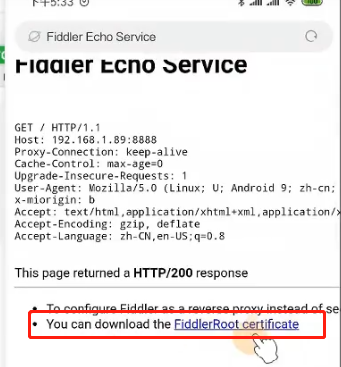 下午5:33
Fiddler Echo Service
Fiddler Echo Service
GET / HTTP/1.1
Host: 192.168.1.89:8888
Proxy-Connection: keep-alive
Cache-Control: max-age=0
Upgrade-Insecure-Requests: 1
User-Agent: Mozilla/5.0 (Linux; U; Android 9; zh-cn;
x-miorigin: b
Accept: text/html,application/xhtml+xml,application/x
Accept-Encoding: gzip, deflate
Accept-Language: zh-CN,en-US;q=0.8
This page returned a HTTP/200 response
• To configure Fiddler as a reverse proxy instead of se
• You can download the FiddlerRoot certificate